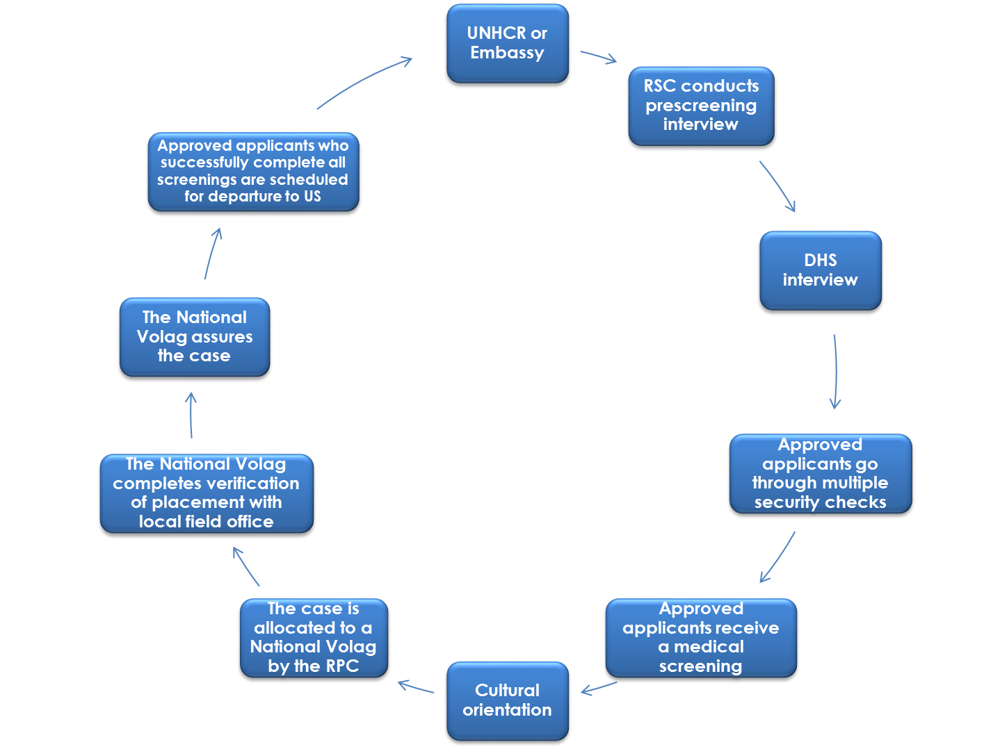 UNHCR or
Embassy
RSC conducts
prescreening
interview
DHS
interview
Approved
applicants go
through multiple
security checks
Approved
applicants receive
a medical
screening
Cultural
orientation
The case is
allocated to a
National Volag
by the RPC
The National Volag
completes verification
of placement with
local field office
The National
Volag assures
the case
Approved applicants who
successfully complete all
screenings are scheduled
for departure to US